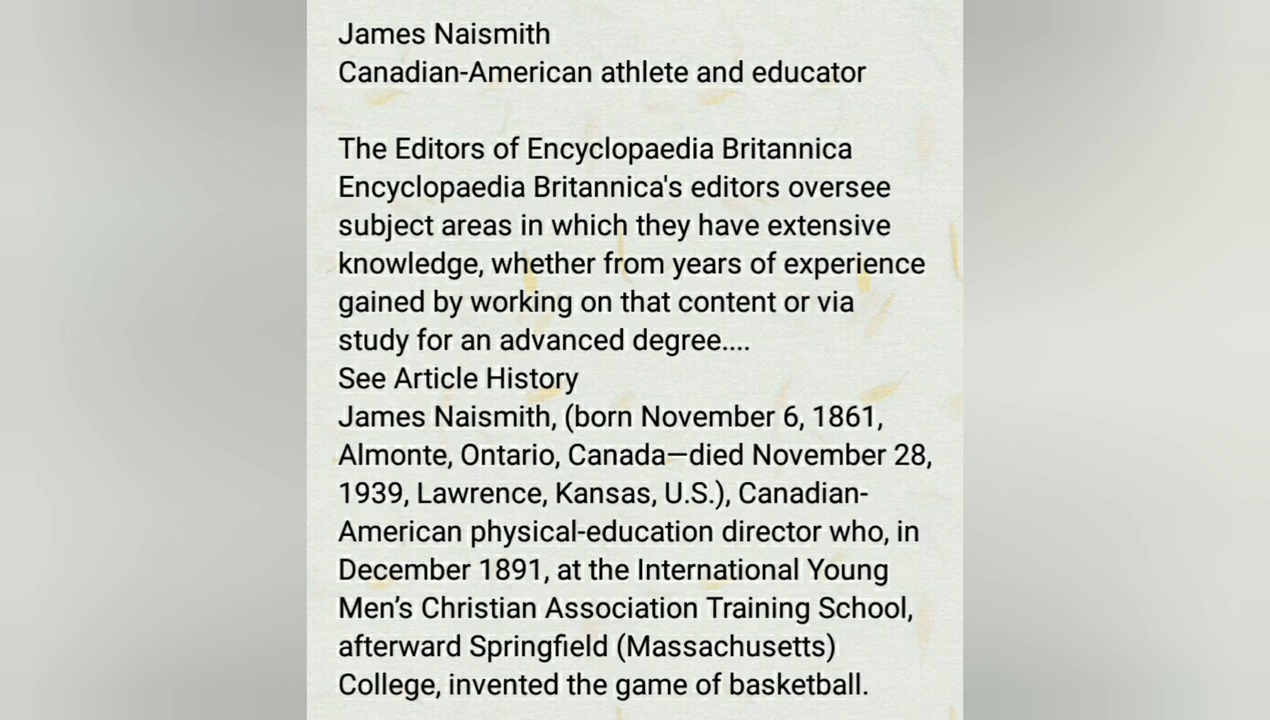 James Naismith
Canadian-American athlete and educator
The Editors of Encyclopaedia Britannica
Encyclopaedia Britannica's editors oversee
subject areas in which they have extensive
knowledge, whether from years of experience
gained by working on that content or via
study for an advanced degree....
See Article History
James Naismith, (born November 6, 1861,
Almonte, Ontario, Canada—died November 28,
1939, Lawrence, Kansas, U.S.), Canadian-
American physical-education director who, in
December 1891, at the International Young
Men’s Christian Association Training School,
afterward Springfield (Massachusetts)
College, invented the game of basketball.